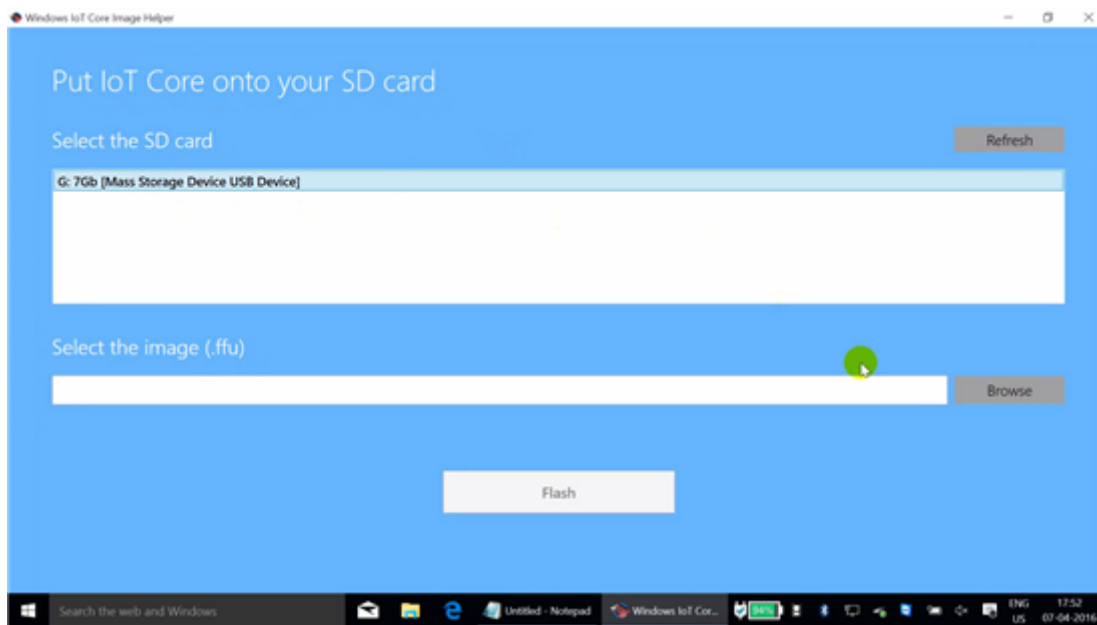 Windows IoT Core Image Helper
Put IoT Core onto your SD card
Select the SD card
Refresh
G: 7Gb [Mass Storage Device USB Device]
Select the image (.ffu)
Browse
Flash
Search the web and Windows
Untitled - Notepad
Windows IoT Cor...
94%
ENG
17:52
US
07-04-2016